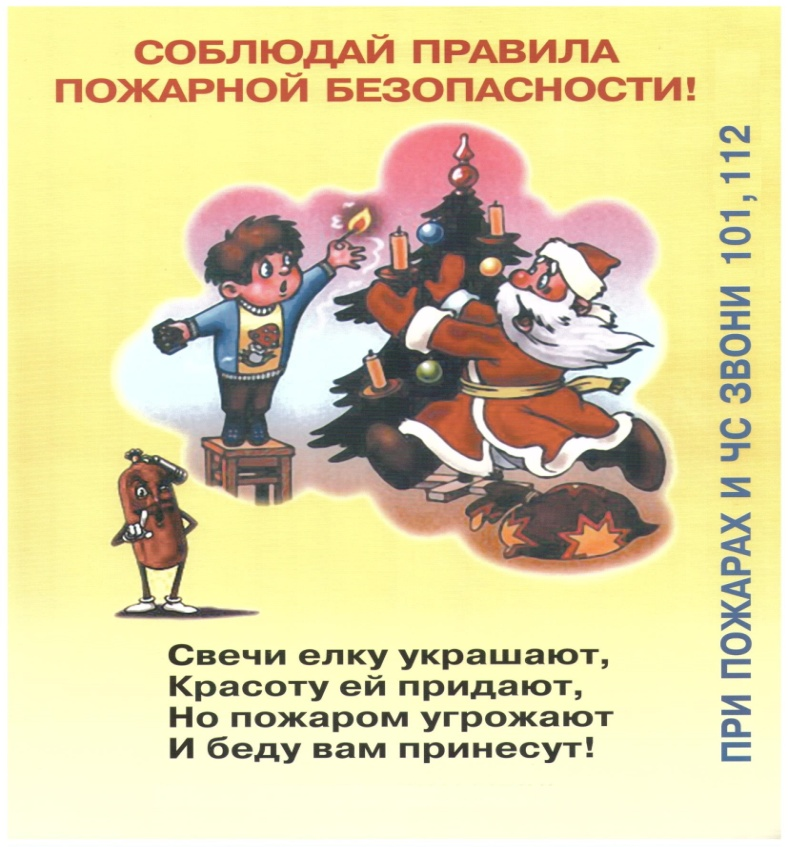 СОБЛЮДАЙ ПРАВИЛА
ПОЖАРНОЙ БЕЗОПАСНОСТИ!
ПРИ ПОЖАРАХ И ЧС ЗВОНИ 101, 112
Свечи елку украшают,
Красоту ей придают,
Но пожаром угрожают
И беду вам принесут!